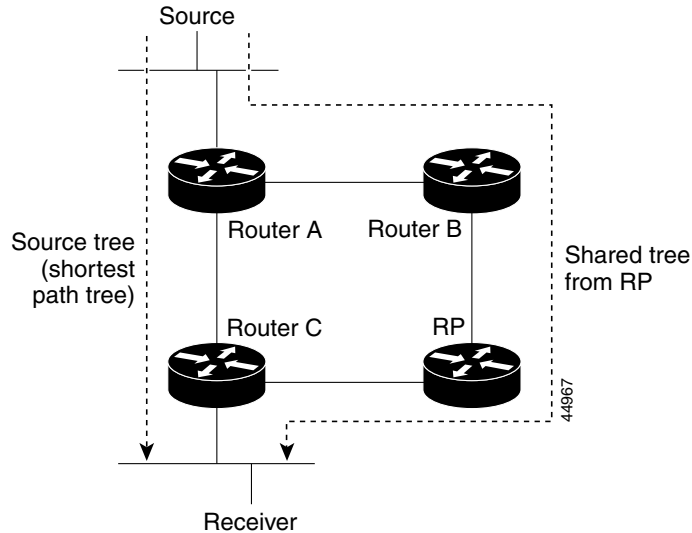 Source
Router A
Router B
Source tree
(shortest
path tree)
Shared tree
from RP
Router C
RP
44967
Receiver